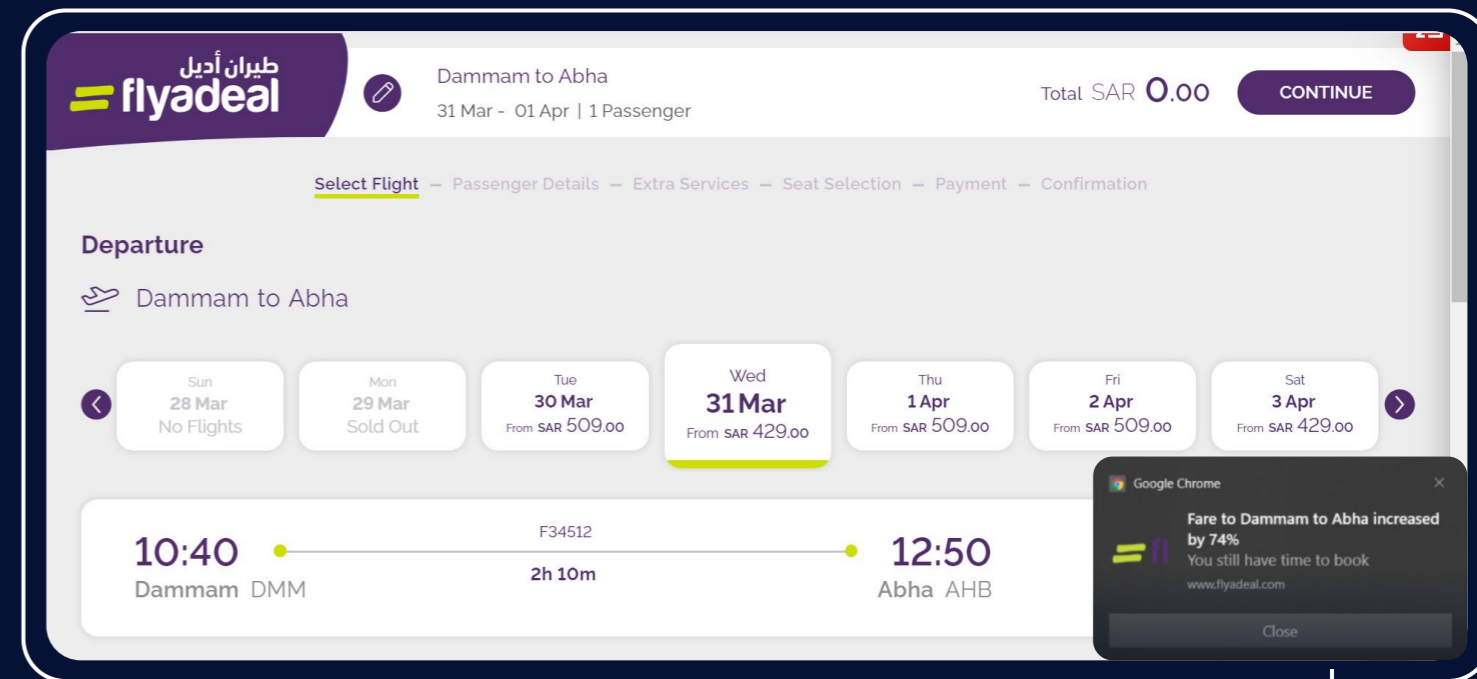 طيران أديل
flyadeal
Dammam to Abha
31 Mar - 01 Apr | 1 Passenger
Total SAR 0.00
CONTINUE
Select Flight – Passenger Details – Extra Services – Seat Selection – Payment – Confirmation
Departure
Dammam to Abha
Sun
28 Mar
No Flights
Mon
29 Mar
Sold Out
Tue
30 Mar
From SAR 509.00
Wed
31 Mar
From SAR 429.00
Thu
1 Apr
From SAR 509.00
Fri
2 Apr
From SAR 509.00
Sat
3 Apr
From SAR 429.00
10:40
Dammam DMM
F34512
2h 10m
12:50
Abha AHB
Google Chrome
Fare to Dammam to Abha increased
by 74%
You still have time to book
www.flyadeal.com
Close